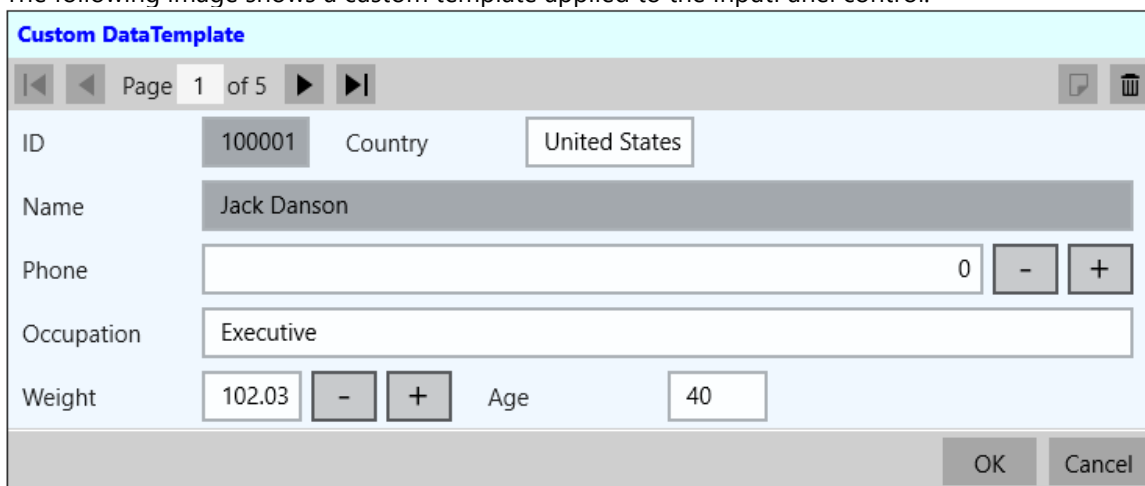 The following image shows a custom template applied to the InputPanel control.
Custom DataTemplate
Page 1 of 5
ID 100001 Country United States
Name Jack Danson
Phone 0 - +
Occupation Executive
Weight 102.03 - + Age 40
OK Cancel